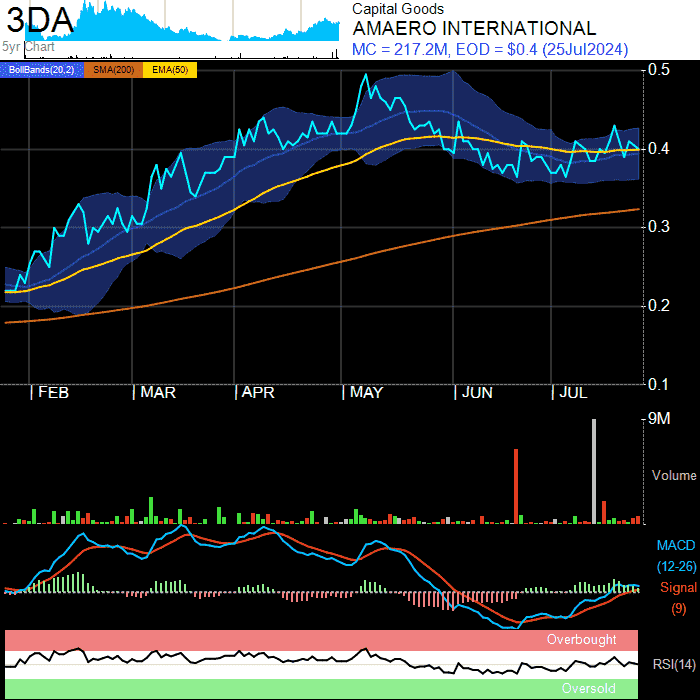 3DA
5yr Chart
Capital Goods
AMAERO INTERNATIONAL
MC = 217.2M, EOD = $0.4 (25Jul2024)
BollBands(20,2) SMA(200) EMA(50)
0.5
0.4
0.3
0.2
0.1
FEB MAR APR MAY JUN JUL
9M
Volume
MACD
(12-26)
Signal
(9)
Overbought
RSI(14)
Oversold